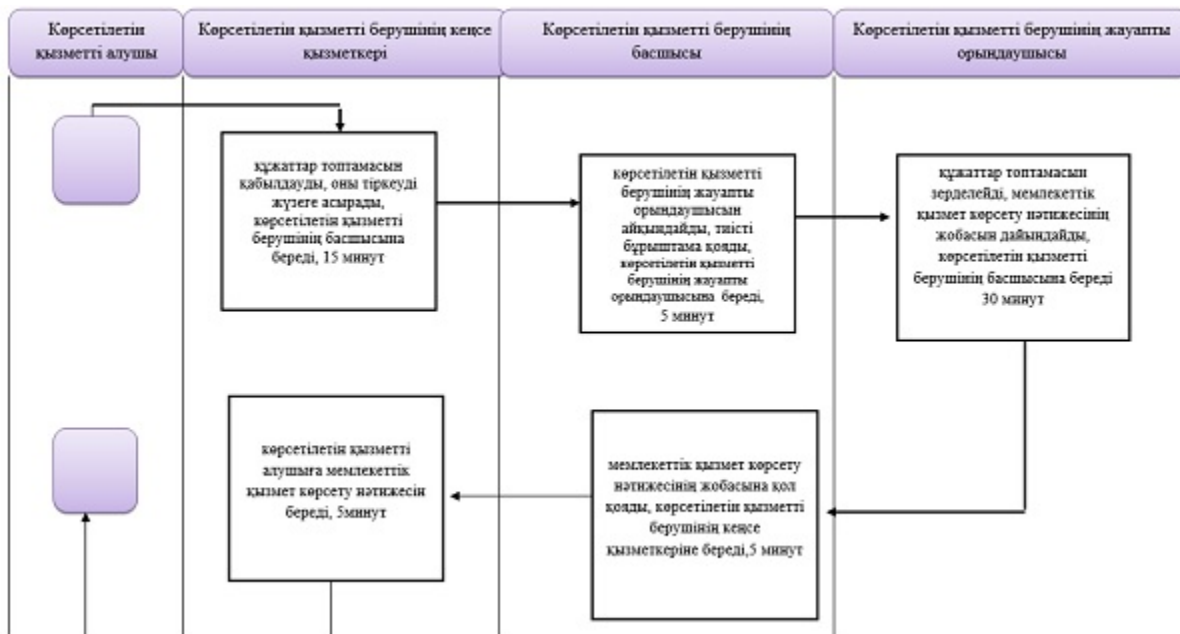 Көрсетілетін
қызметті алушы
Көрсетілетін қызметті берушінің кеңсе
қызметкері
Көрсетілетін қызметті берушінің
басшысы
Көрсетілетін қызметті берушінің жауапты
орындаушысы
құжаттар топтамасын
қабылдауды, оны тіркеуді
жүзеге асырады,
көрсетілетін қызметті
берушінің басшысына
береді, 15 минут
көрсетілетін қызметті
берушінің жауапты
орындаушысын
айқындайды, тиісті
бұрыштама қояды,
көрсетілетін қызметті
берушінің жауапты
орындаушысына береді,
5 минут
құжаттар топтамасын
зерделейді, мемлекеттік
қызмет көрсету нәтижесінің
жобасын дайындайды,
көрсетілетін қызметті
берушінің басшысына береді
30 минут
көрсетілетін қызметті
алушыға мемлекеттік
қызмет көрсету нәтижесін
береді, 5минут
мемлекеттік қызмет көрсету
нәтижесінің жобасына қол
қояды, көрсетілетін қызметті
берушінің кеңсе
қызметкеріне береді,5 минут